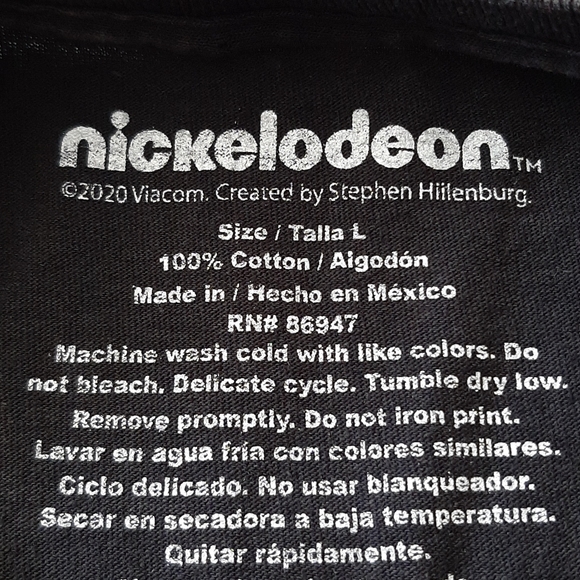 nickelodeon™
©2020 Viacom. Created by Stephen Hillenburg.
Size / Talla L
100% Cotton / Algodón
Made in / Hecho en México
RN# 86947
Machine wash cold with like colors. Do
not bleach. Delicate cycle. Tumble dry low.
Remove promptly. Do not iron print.
Lavar en agua fría con colores similares.
Ciclo delicado. No usar blanqueador.
Secar en secadora a baja temperatura.
Quitar rápidamente.